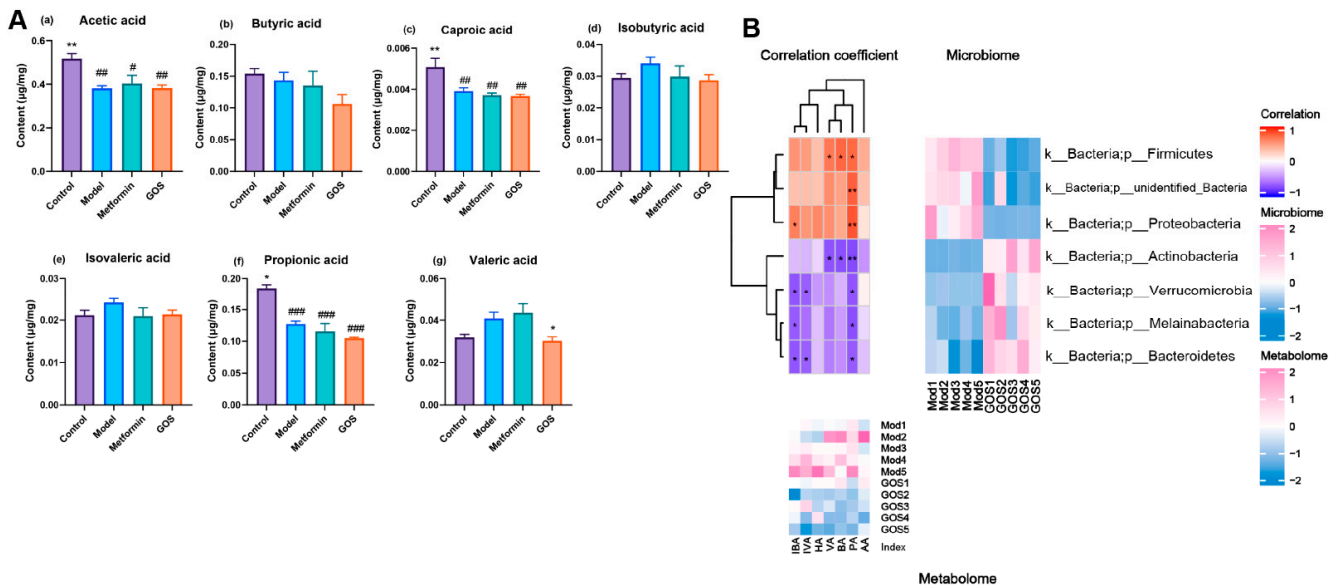 A
(a) Acetic acid
Content (µg/mg)
0.6
0.4
0.2
0.0
**
##
#
##
Control
Model
Metformin
GOS
(b) Butyric acid
Content (µg/mg)
0.20
0.15
0.10
0.05
0.00
Control
Model
Metformin
GOS
(c) Caproic acid
Content (µg/mg)
0.006
0.004
0.002
0.000
**
##
##
##
Control
Model
Metformin
GOS
(d) Isobutyric acid
Content (µg/mg)
0.04
0.03
0.02
0.01
0.00
Control
Model
Metformin
GOS
(e) Isovaleric acid
Content (µg/mg)
0.03
0.02
0.01
0.00
Control
Model
Metformin
GOS
(f) Propionic acid
Content (µg/mg)
0.20
0.15
0.10
0.05
0.00
*
###
###
###
Control
Model
Metformin
GOS
(g) Valeric acid
Content (µg/mg)
0.06
0.04
0.02
0.00
*
Control
Model
Metformin
GOS
B
Correlation coefficient
Microbiome
* * *
**
* **
* * **
* * *
* *
* * *
k__Bacteria;p__Firmicutes
k__Bacteria;p__unidentified_Bacteria
k__Bacteria;p__Proteobacteria
k__Bacteria;p__Actinobacteria
k__Bacteria;p__Verrucomicrobia
k__Bacteria;p__Melainabacteria
k__Bacteria;p__Bacteroidetes
Mod1
Mod2
Mod3
Mod4
Mod5
GOS1
GOS2
GOS3
GOS4
GOS5
Correlation
1
0
−1
Microbiome
2
1
0
−1
−2
Metabolome
2
1
0
−1
−2
Mod1
Mod2
Mod3
Mod4
Mod5
GOS1
GOS2
GOS3
GOS4
GOS5
IBA
IVA
HA
VA
BA
PA
AA
Index
Metabolome